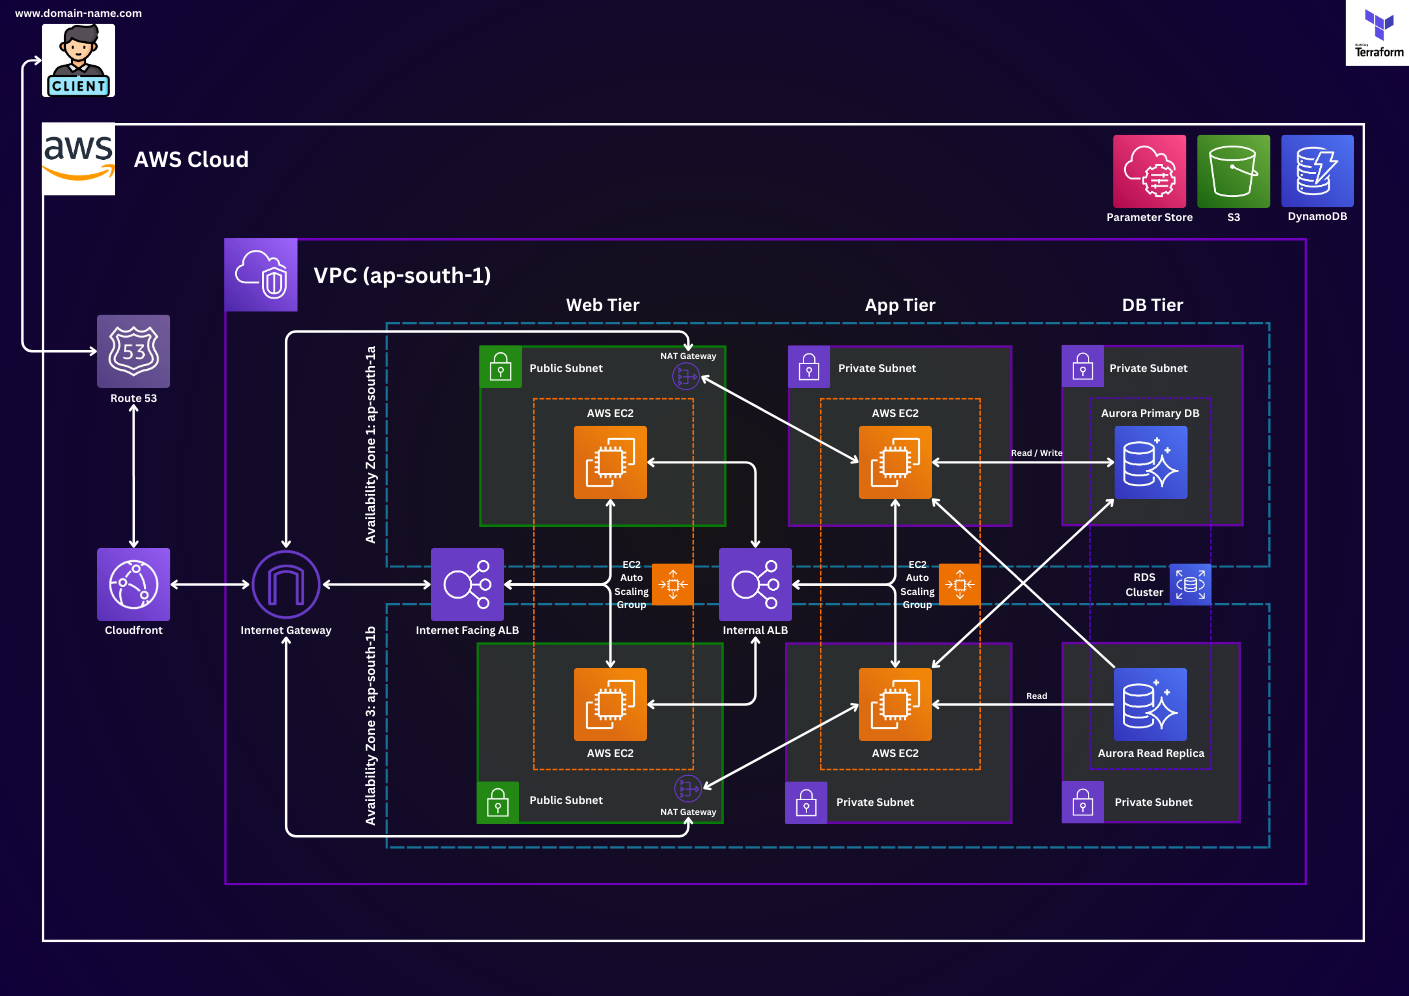 www.domain-name.com
CLIENT
Terraform
aws
AWS Cloud
Parameter Store
S3
DynamoDB
VPC (ap-south-1)
Web Tier
App Tier
DB Tier
53
Route 53
Cloudfront
Internet Gateway
Availability Zone 1: ap-south-1a
Public Subnet
NAT Gateway
AWS EC2
Private Subnet
AWS EC2
Read / Write
Private Subnet
Aurora Primary DB
Internet Facing ALB
EC2
Auto
Scaling
Group
Internal ALB
EC2
Auto
Scaling
Group
RDS
Cluster
Availability Zone 3: ap-south-1b
AWS EC2
Public Subnet
NAT Gateway
AWS EC2
Private Subnet
Read
Aurora Read Replica
Private Subnet